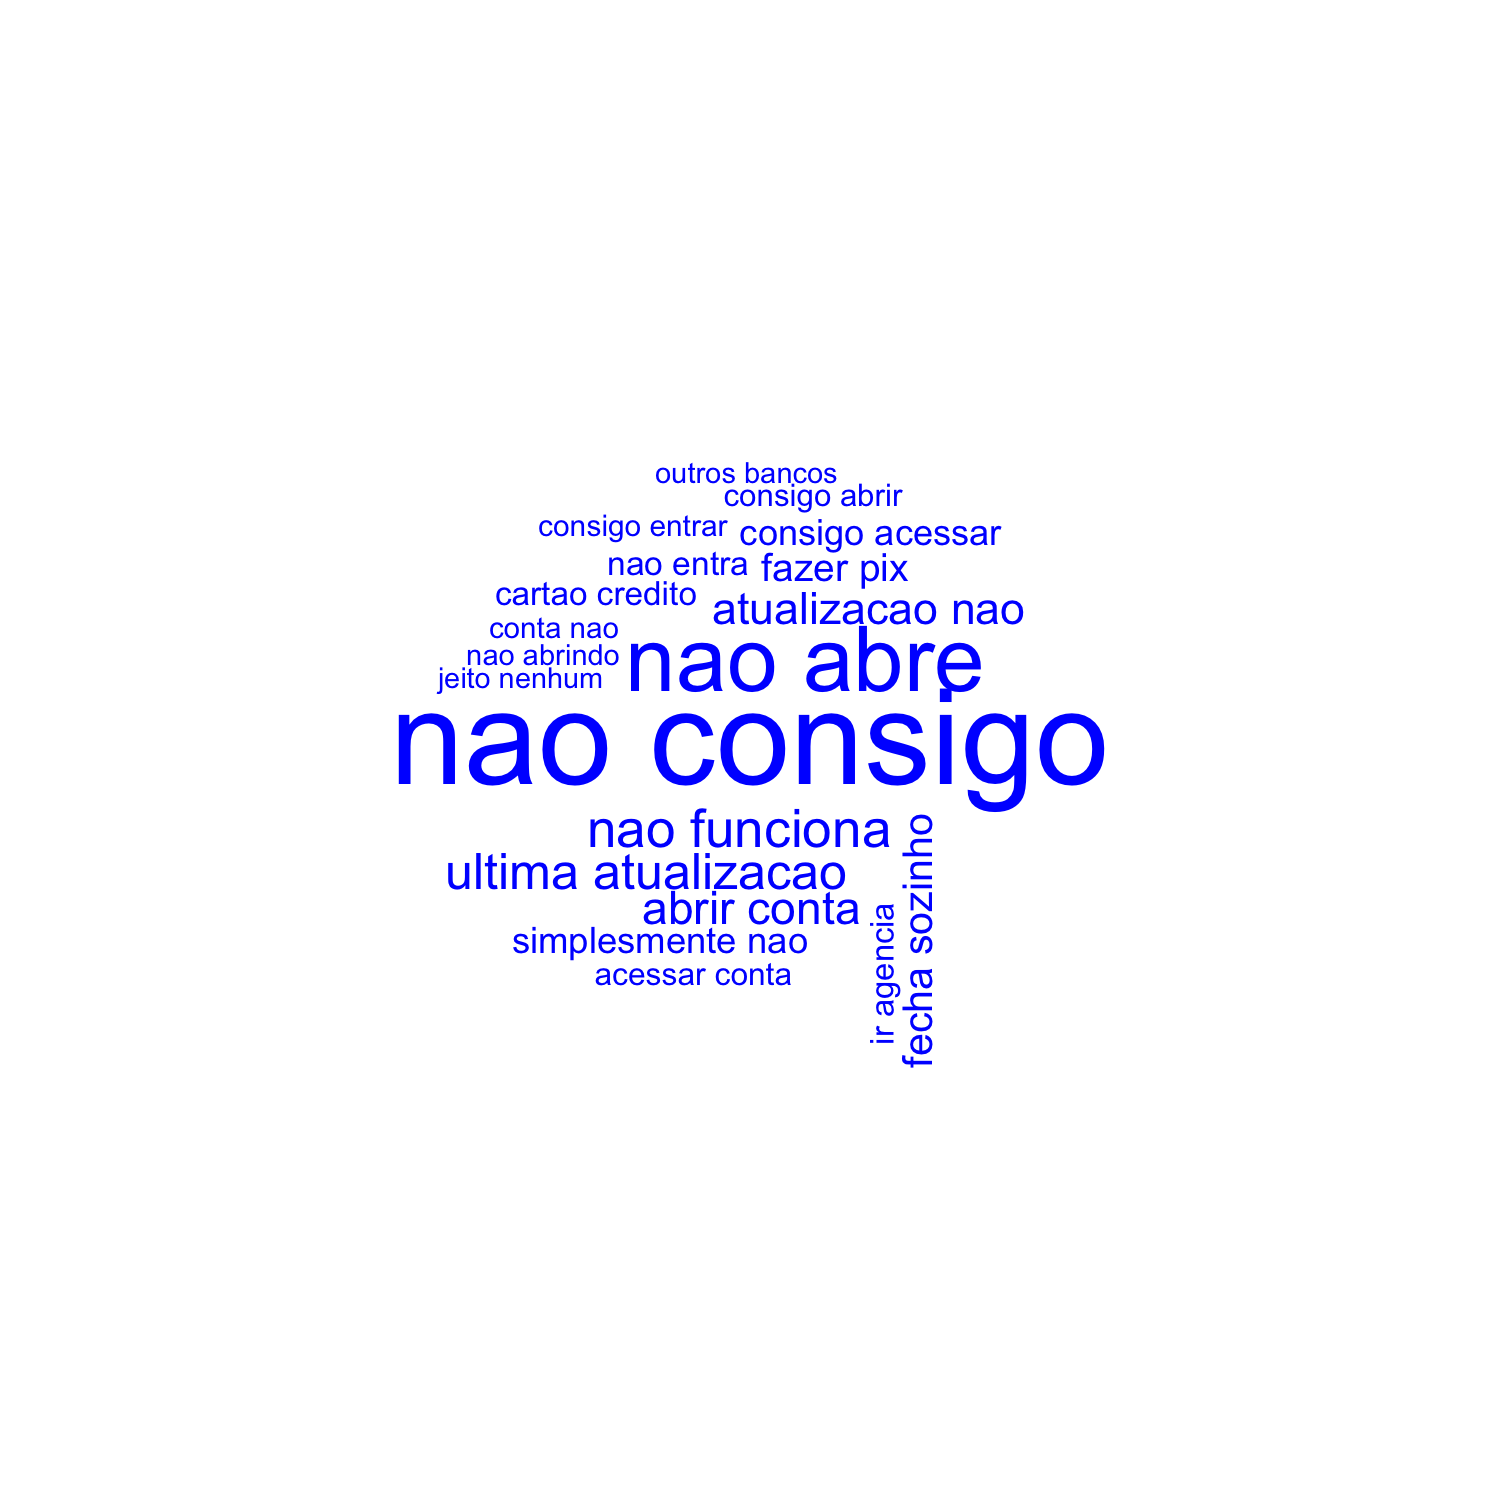 outros bancos
consigo abrir
consigo entrar
consigo acessar
nao entra
fazer pix
cartao credito
atualizacao nao
conta nao
nao abre
nao abrindo
jeito nenhum
nao consigo
nao funciona
ultima atualizacao
abrir conta
simplesmente nao
acessar conta
ir agencia
fecha sozinho